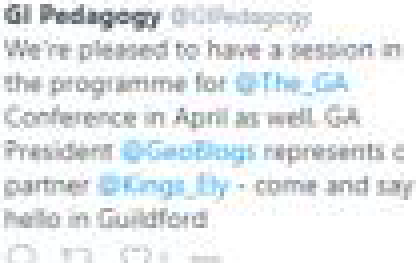 GI Pedagogy @GIPedagogy
We're pleased to have a session in
the programme for @The_GA
Conference in April as well. GA
President @GeoBlogs represents c
partner @Kings_Ely - come and say
hello in Guildford